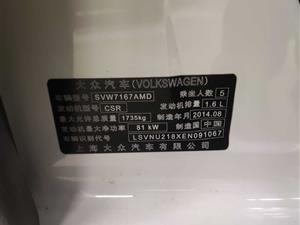 大众汽车(VOLKSWAGEN)
车辆型号 SVW7167AMD 乘坐人数 5
发动机型号 CSR 发动机排量 1.6 L
最大允许总质量 1735kg 制造年月 2014.08
发动机最大净功率 81 kW 制造国 中国
车辆识别代号 LSVNU218XEN091067
上海大众汽车有限公司